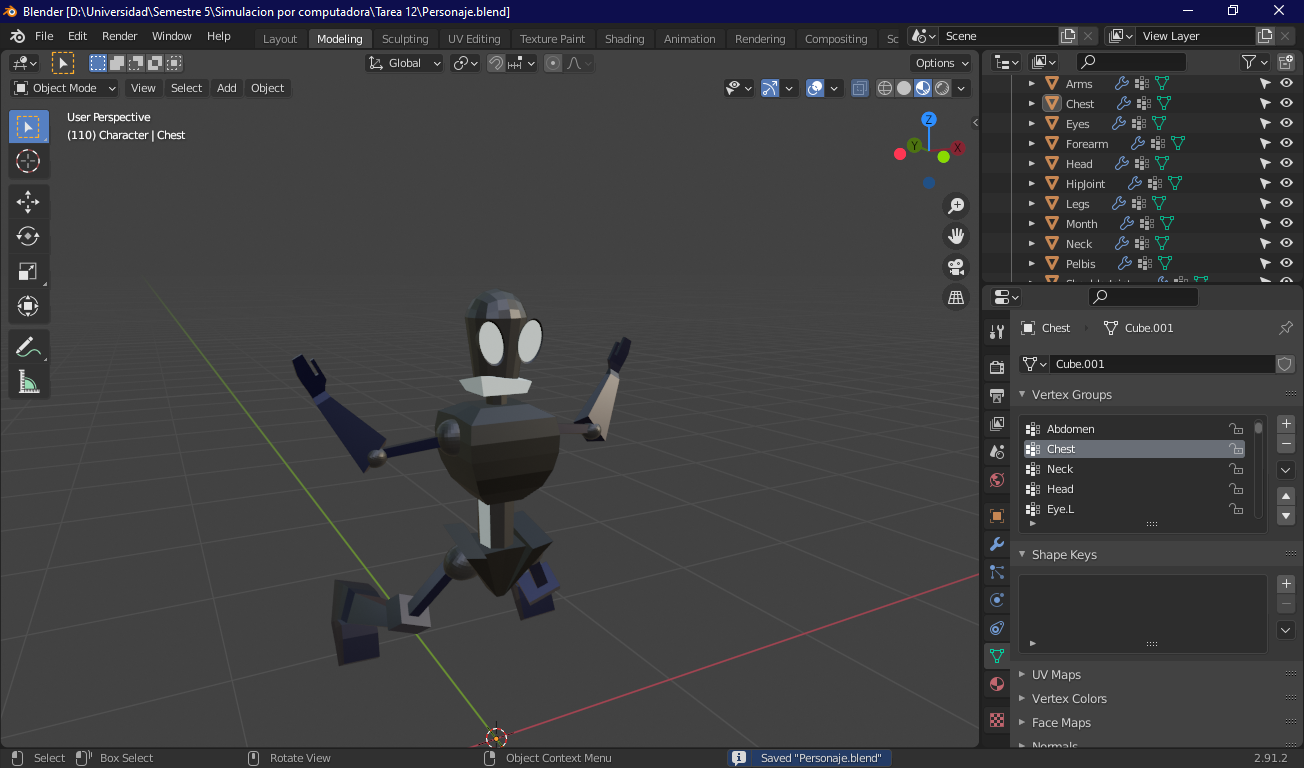 Blender [D:\Universidad\Semestre 5\Simulacion por computadora\Tarea 12\Personaje.blend]
File Edit Render Window Help Layout Modeling Sculpting UV Editing Texture Paint Shading Animation Rendering Compositing Sc Scene View Layer
Global Options
Object Mode View Select Add Object
User Perspective
(110) Character | Chest
Z
Y
X
Arms
Chest
Eyes
Forearm
Head
HipJoint
Legs
Month
Neck
Pelbis
Chest Cube.001
Cube.001
Vertex Groups
Abdomen
Chest
Neck
Head
Eye.L
Shape Keys
UV Maps
Vertex Colors
Face Maps
Normals
Select Box Select Rotate View Object Context Menu Saved "Personaje.blend" 2.91.2